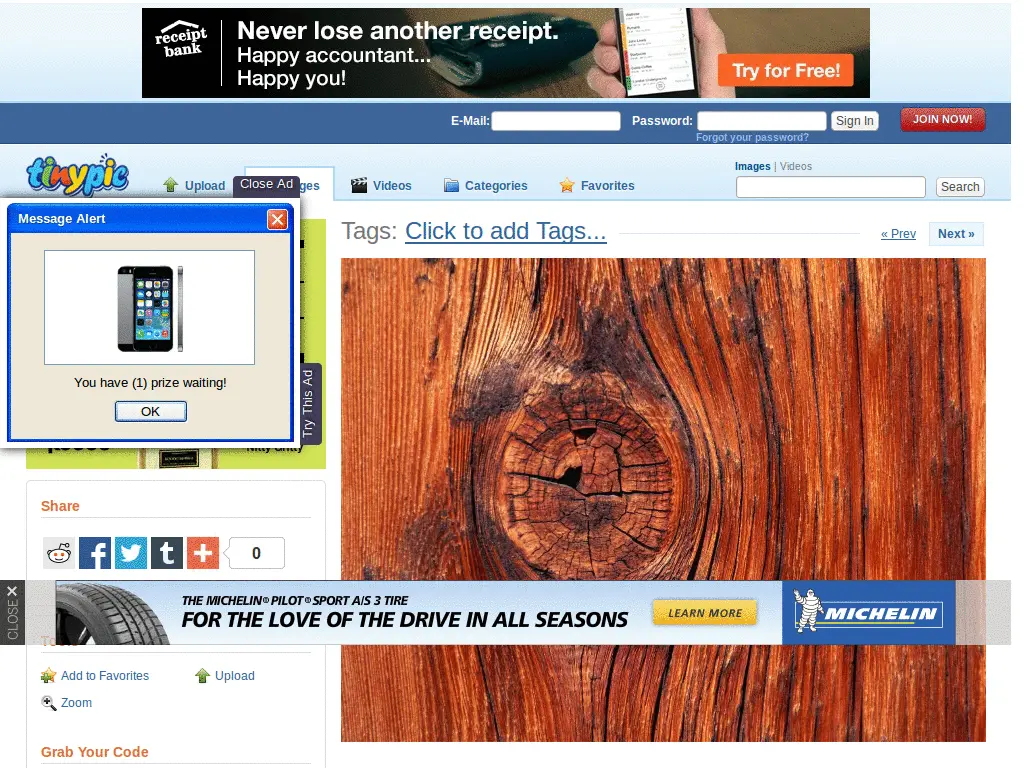 receipt
bank
Never lose another receipt.
Happy accountant...
Happy you!
Try for Free!
E-Mail:
Password:
Sign In
JOIN NOW!
Forgot your password?
tinypic
Upload
Close Ad
ges
Videos
Categories
Favorites
Images | Videos
Search
Message Alert
You have (1) prize waiting!
OK
Try This Ad
Nitty Gritty
Tags: Click to add Tags...
« Prev
Next »
Share
0
CLOSE
THE MICHELIN® PILOT® SPORT A/S 3 TIRE
FOR THE LOVE OF THE DRIVE IN ALL SEASONS
LEARN MORE
MICHELIN
Add to Favorites
Upload
Zoom
Grab Your Code